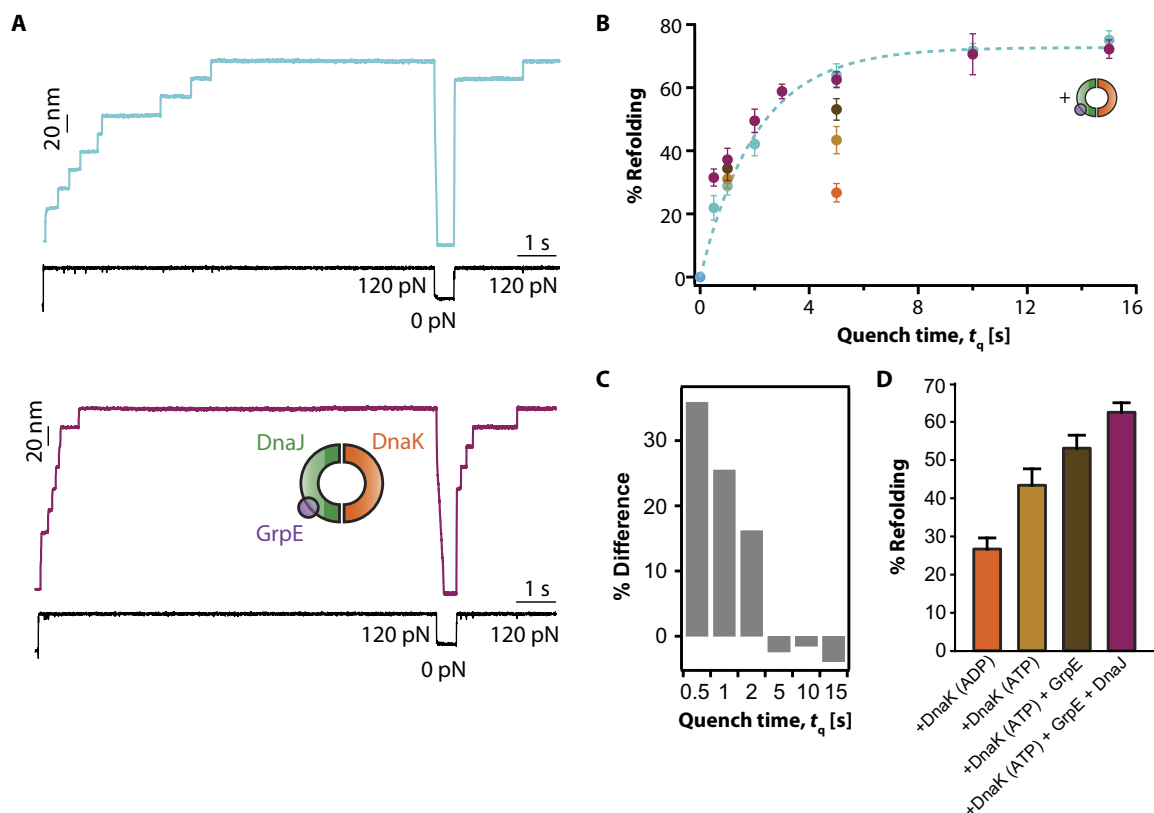 A
20 nm
1 s
120 pN
120 pN
0 pN
20 nm
DnaJ
DnaK
GrpE
1 s
120 pN
120 pN
0 pN
B
80
60
40
20
0
% Refolding
+
0
4
8
12
16
Quench time, tq [s]
C
30
20
10
0
% Difference
0.5 1 2 5 10 15
Quench time, tq [s]
D
70
60
50
40
30
20
10
0
% Refolding
+DnaK (ADP)
+DnaK (ATP)
+DnaK (ATP) + GrpE
+DnaK (ATP) + GrpE + DnaJ